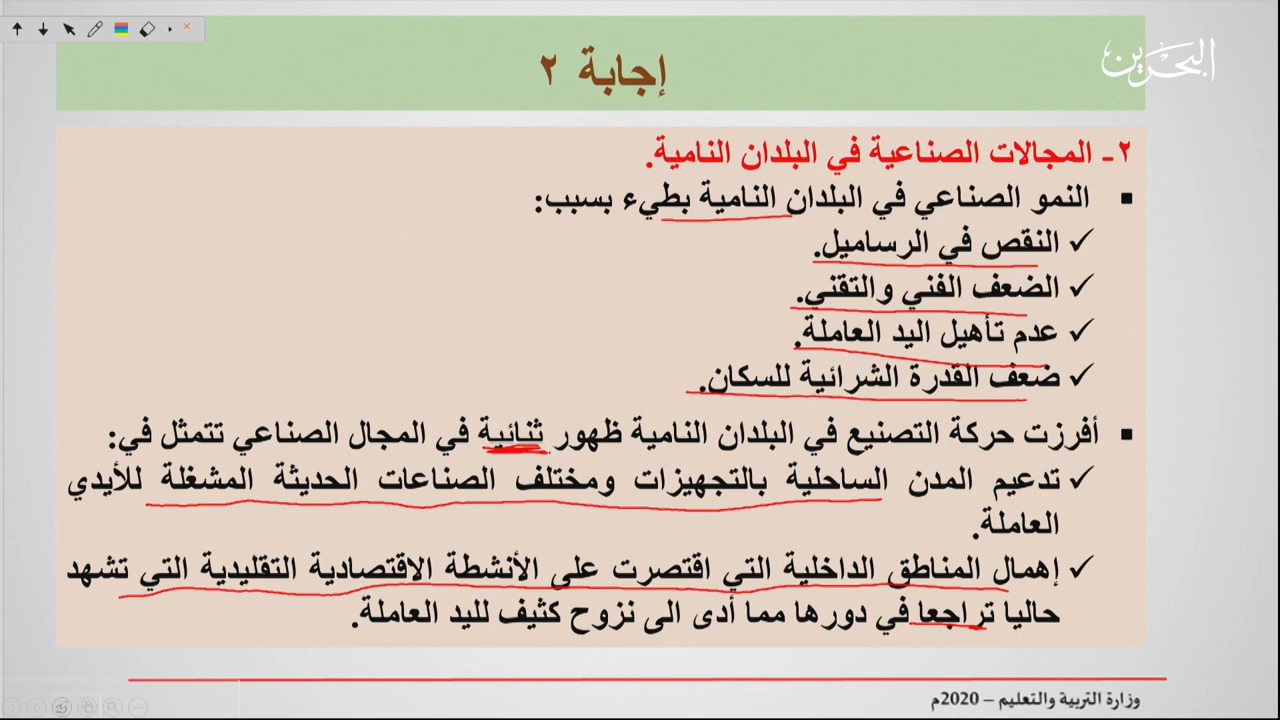 البحرين
إجابة ٢
٢- المجالات الصناعية في البلدان النامية.
النمو الصناعي في البلدان النامية بطيء بسبب:
النقص في الرساميل.
الضعف الفني والتقني.
عدم تأهيل اليد العاملة.
ضعف القدرة الشرائية للسكان.
أفرزت حركة التصنيع في البلدان النامية ظهور ثنائية في المجال الصناعي تتمثل في:
تدعيم المدن الساحلية بالتجهيزات ومختلف الصناعات الحديثة المشغلة للأيدي
العاملة.
إهمال المناطق الداخلية التي اقتصرت على الأنشطة الاقتصادية التقليدية التي تشهد
حاليا تراجعا في دورها مما أدى الى نزوح كثيف لليد العاملة.
وزارة التربية والتعليم – 2020م